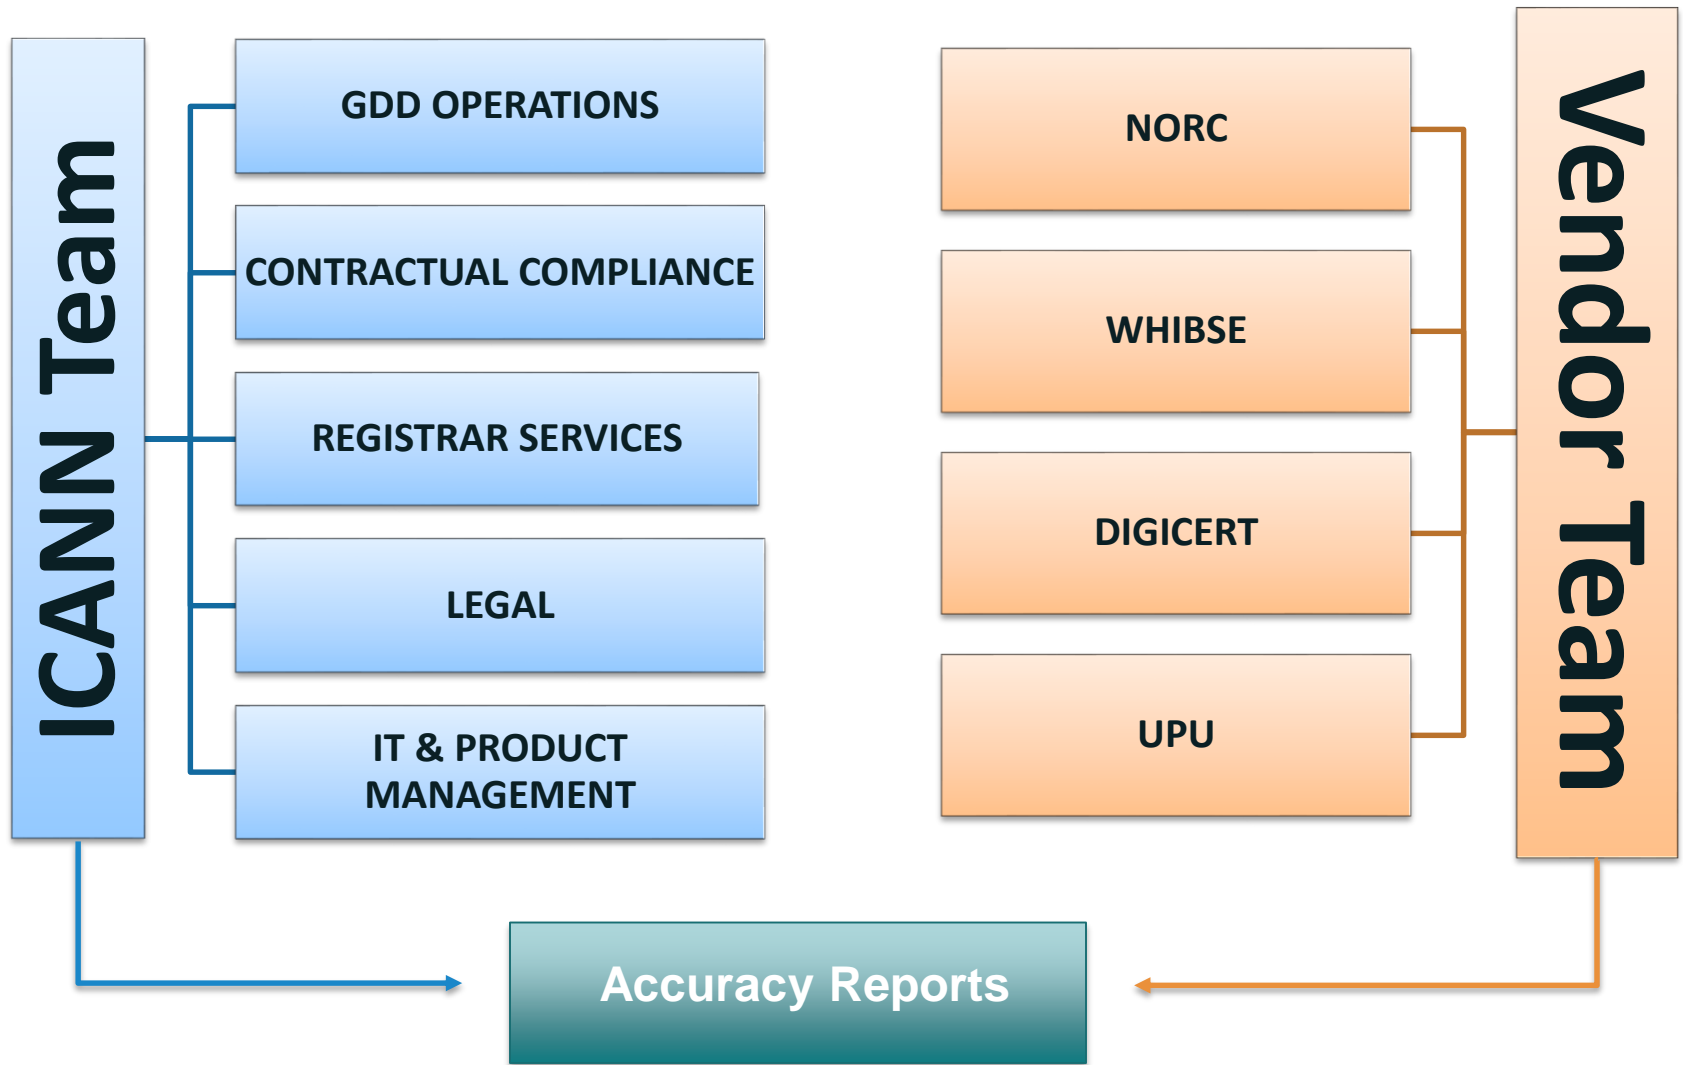 ICANN Team
GDD OPERATIONS
CONTRACTUAL COMPLIANCE
REGISTRAR SERVICES
LEGAL
IT & PRODUCT
MANAGEMENT
NORC
WHIBSE
DIGICERT
UPU
Vendor Team
Accuracy Reports